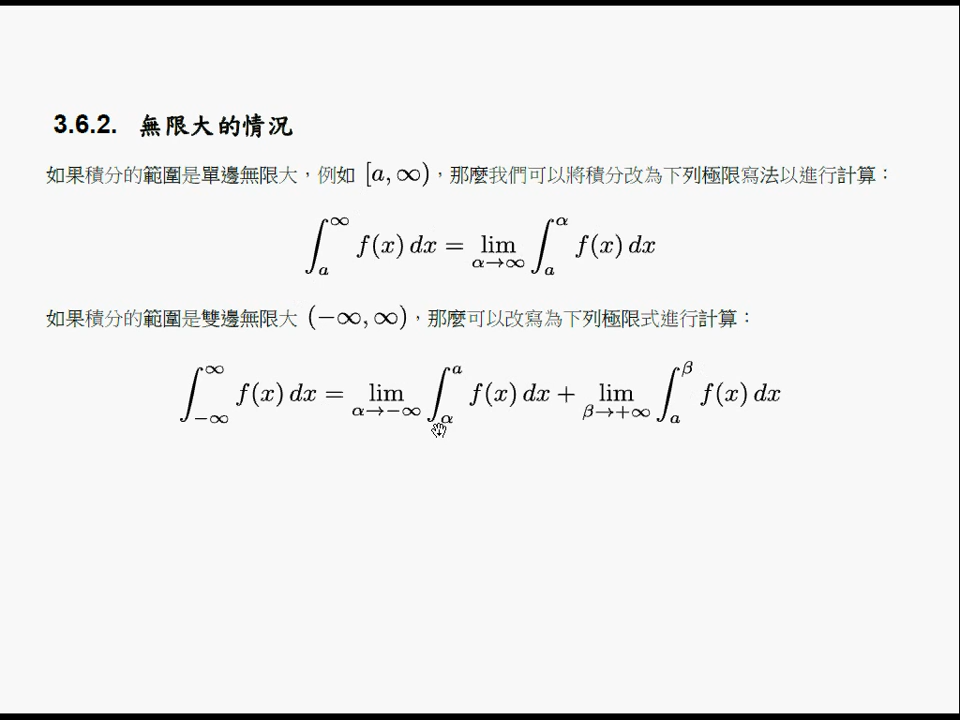 3.6.2. 無限大的情況
如果積分的範圍是單邊無限大，例如 [a, ∞)，那麼我們可以將積分改為下列極限寫法以進行計算：
∫_a^∞ f(x) dx = lim_{α→∞} ∫_a^α f(x) dx
如果積分的範圍是雙邊無限大 (−∞, ∞)，那麼可以改寫為下列極限式進行計算：
∫_{−∞}^∞ f(x) dx = lim_{α→−∞} ∫_α^a f(x) dx + lim_{β→+∞} ∫_a^β f(x) dx